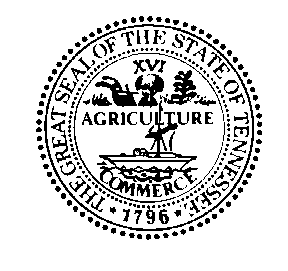 THE GREAT SEAL OF THE STATE OF TENNESSEE
XVI
AGRICULTURE
COMMERCE
1796